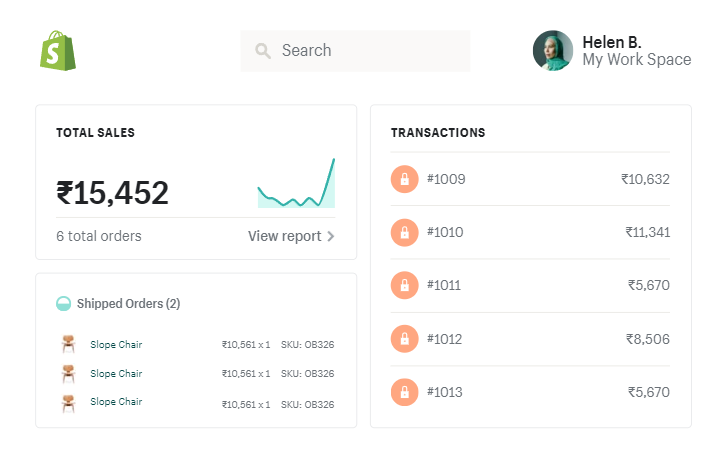 S
Search
Helen B.
My Work Space
TOTAL SALES
₹15,452
6 total orders
View report
Shipped Orders (2)
Slope Chair ₹10,561 x 1 SKU: OB326
Slope Chair ₹10,561 x 1 SKU: OB326
Slope Chair ₹10,561 x 1 SKU: OB326
TRANSACTIONS
#1009 ₹10,632
#1010 ₹11,341
#1011 ₹5,670
#1012 ₹8,506
#1013 ₹5,670